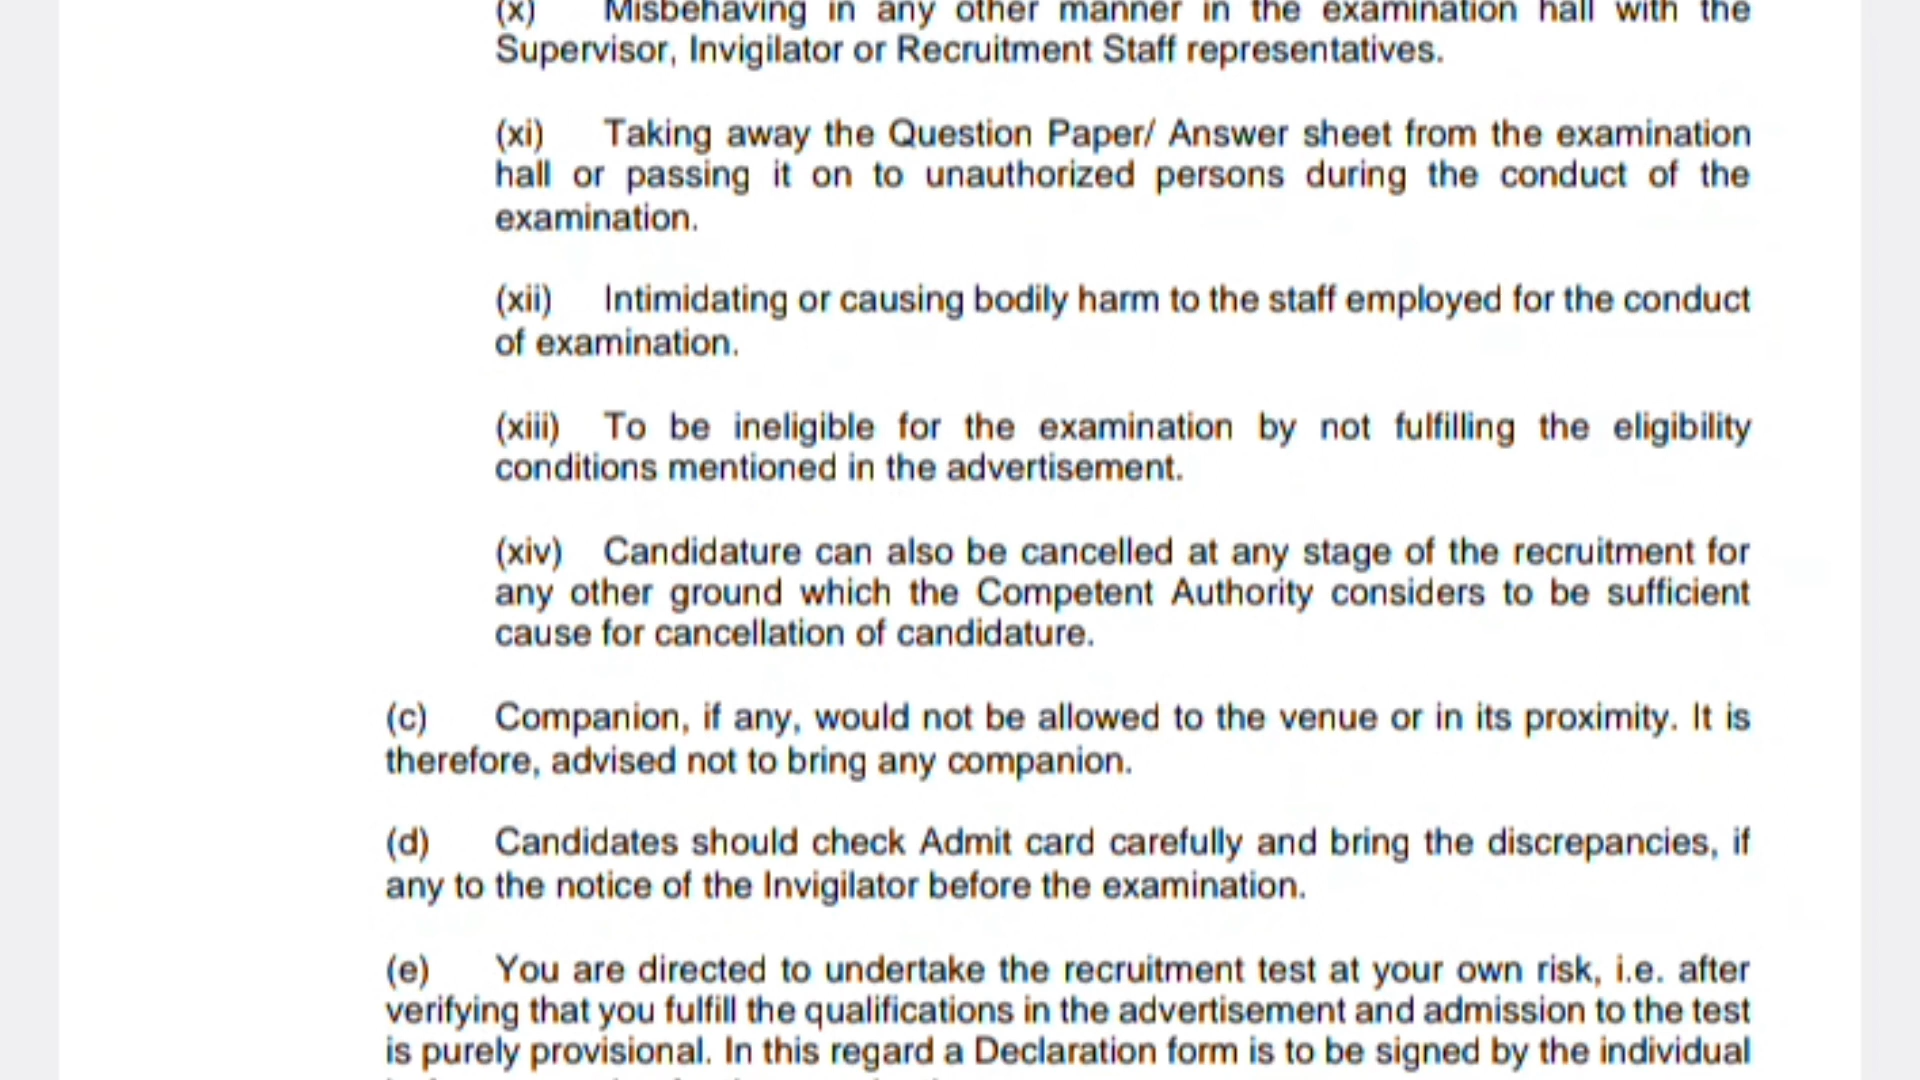 (x) Misbehaving in any other manner in the examination hall with the
Supervisor, Invigilator or Recruitment Staff representatives.
(xi) Taking away the Question Paper/ Answer sheet from the examination
hall or passing it on to unauthorized persons during the conduct of the
examination.
(xii) Intimidating or causing bodily harm to the staff employed for the conduct
of examination.
(xiii) To be ineligible for the examination by not fulfilling the eligibility
conditions mentioned in the advertisement.
(xiv) Candidature can also be cancelled at any stage of the recruitment for
any other ground which the Competent Authority considers to be sufficient
cause for cancellation of candidature.
(c) Companion, if any, would not be allowed to the venue or in its proximity. It is
therefore, advised not to bring any companion.
(d) Candidates should check Admit card carefully and bring the discrepancies, if
any to the notice of the Invigilator before the examination.
(e) You are directed to undertake the recruitment test at your own risk, i.e. after
verifying that you fulfill the qualifications in the advertisement and admission to the test
is purely provisional. In this regard a Declaration form is to be signed by the individual